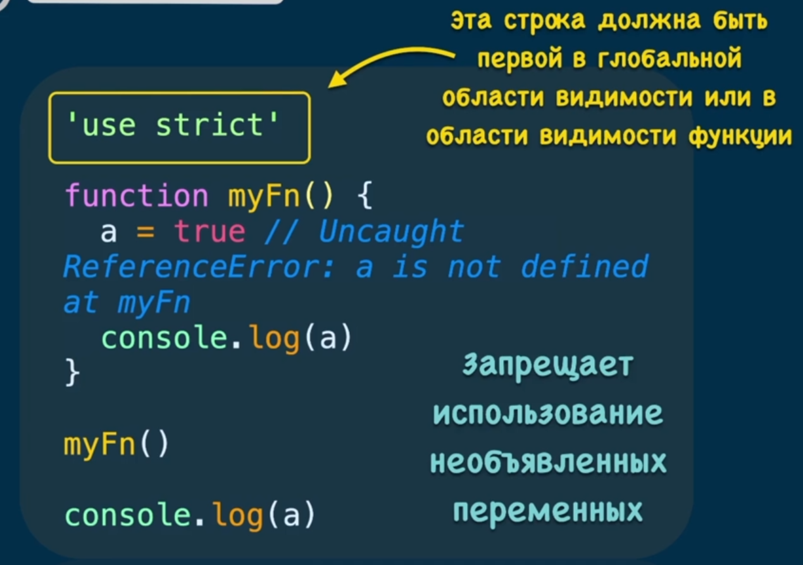 Эта строка должна быть
первой в глобальной
области видимости или в
области видимости функции
'use strict'
function myFn() {
a = true // Uncaught
ReferenceError: a is not defined
at myFn
console.log(a)
}
запрещает
использование
необъявленных
переменных
myFn()
console.log(a)